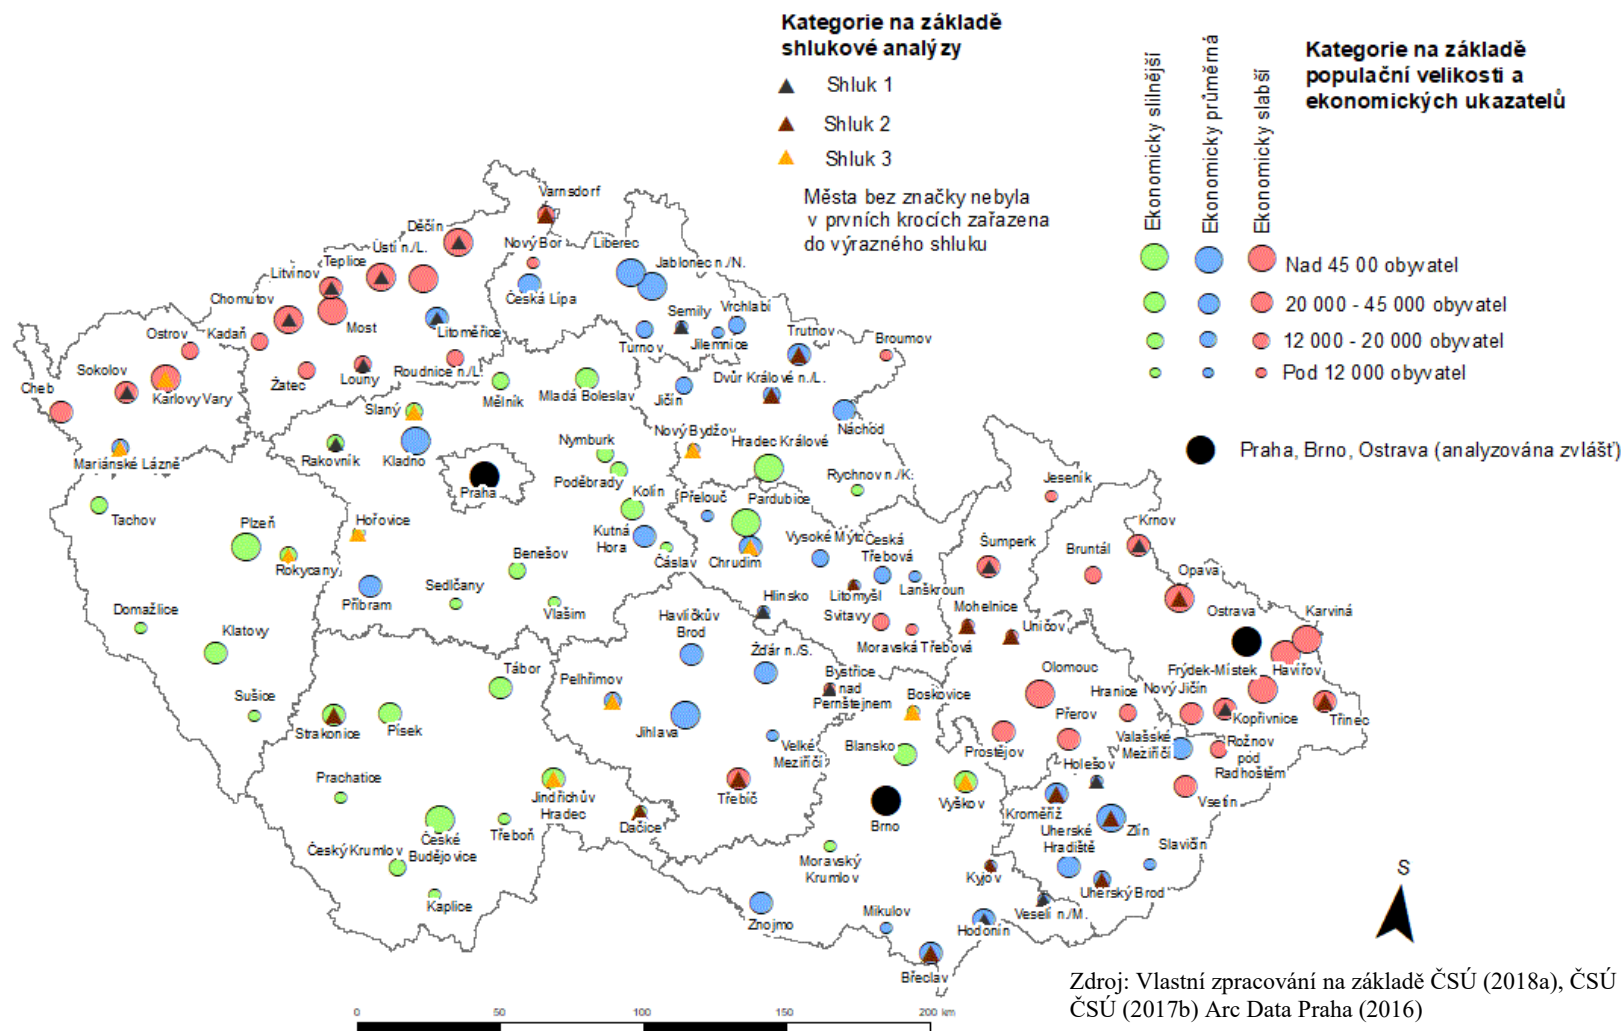 Kategorie na základě
shlukové analýzy
Shluk 1
Shluk 2
Shluk 3
Města bez značky nebyla
v prvních krocích zařazena
do výrazného shluku
Ekonomicky slilnější
Ekonomicky průměrná
Ekonomicky slabší
Kategorie na základě
populační velikosti a
ekonomických ukazatelů
Nad 45 00 obyvatel
20 000 - 45 000 obyvatel
12 000 - 20 000 obyvatel
Pod 12 000 obyvatel
Praha, Brno, Ostrava (analyzována zvlášť)
Varnsdorf
Děčín
Ústí n./L.
Nový Bor
Liberec
Teplice
Litvínov
Jablonec n./N.
Chomutov
Česká Lípa
Semily
Vrchlabí
Ostrov
Kadaň
Most
Litoměřice
Trutnov
Broumov
Turnov
Jilemnice
Sokolov
Žatec
Louny
Roudnice n./L.
Dvůr Králové n./L.
Cheb
Karlovy Vary
Mělník
Mladá Boleslav
Jičín
Slaný
Náchod
Nový Bydžov
Nymburk
Hradec Králové
Mariánské Lázně
Rakovník
Kladno
Poděbrady
Rychnov n./K.
Jeseník
Praha
Kolín
Přelouč
Pardubice
Tachov
Plzeň
Hořovice
Kutná
Hora
Vysoké Mýto
Česká
Třebová
Šumperk
Krnov
Bruntál
Rokycany
Benešov
Čáslav
Chrudim
Opava
Příbram
Sedlčany
Litomyšl
Lanškroun
Mohelnice
Ostrava
Karviná
Domažlice
Vlašim
Hlinsko
Svitavy
Havlíčkův
Brod
Uničov
Klatovy
Moravská Třebová
Žďár n./S.
Tábor
Olomouc
Frýdek-Místek
Havířov
Pelhřimov
Bystřice
nad
Pernštejnem
Boskovice
Hranice
Nový Jičín
Sušice
Strakonice
Písek
Přerov
Kopřivnice
Třinec
Jihlava
Velké
Meziříčí
Blansko
Prostějov
Valašské
Meziříčí
Rožnov
pod
Radhoštěm
Holešov
Prachatice
Jindřichův
Hradec
Třebíč
Vyškov
Vsetín
Dačice
Brno
Kroměříž
Zlín
České
Budějovice
Třeboň
Uherské
Hradiště
Slavičín
Český Krumlov
Moravský
Krumlov
Kyjov
Uherský Brod
Kaplice
Veselí n./M.
Znojmo
Mikulov
Hodonín
Břeclav
S
Zdroj: Vlastní zpracování na základě ČSÚ (2018a), ČSÚ
ČSÚ (2017b) Arc Data Praha (2016)
0 50 100 150 200 km